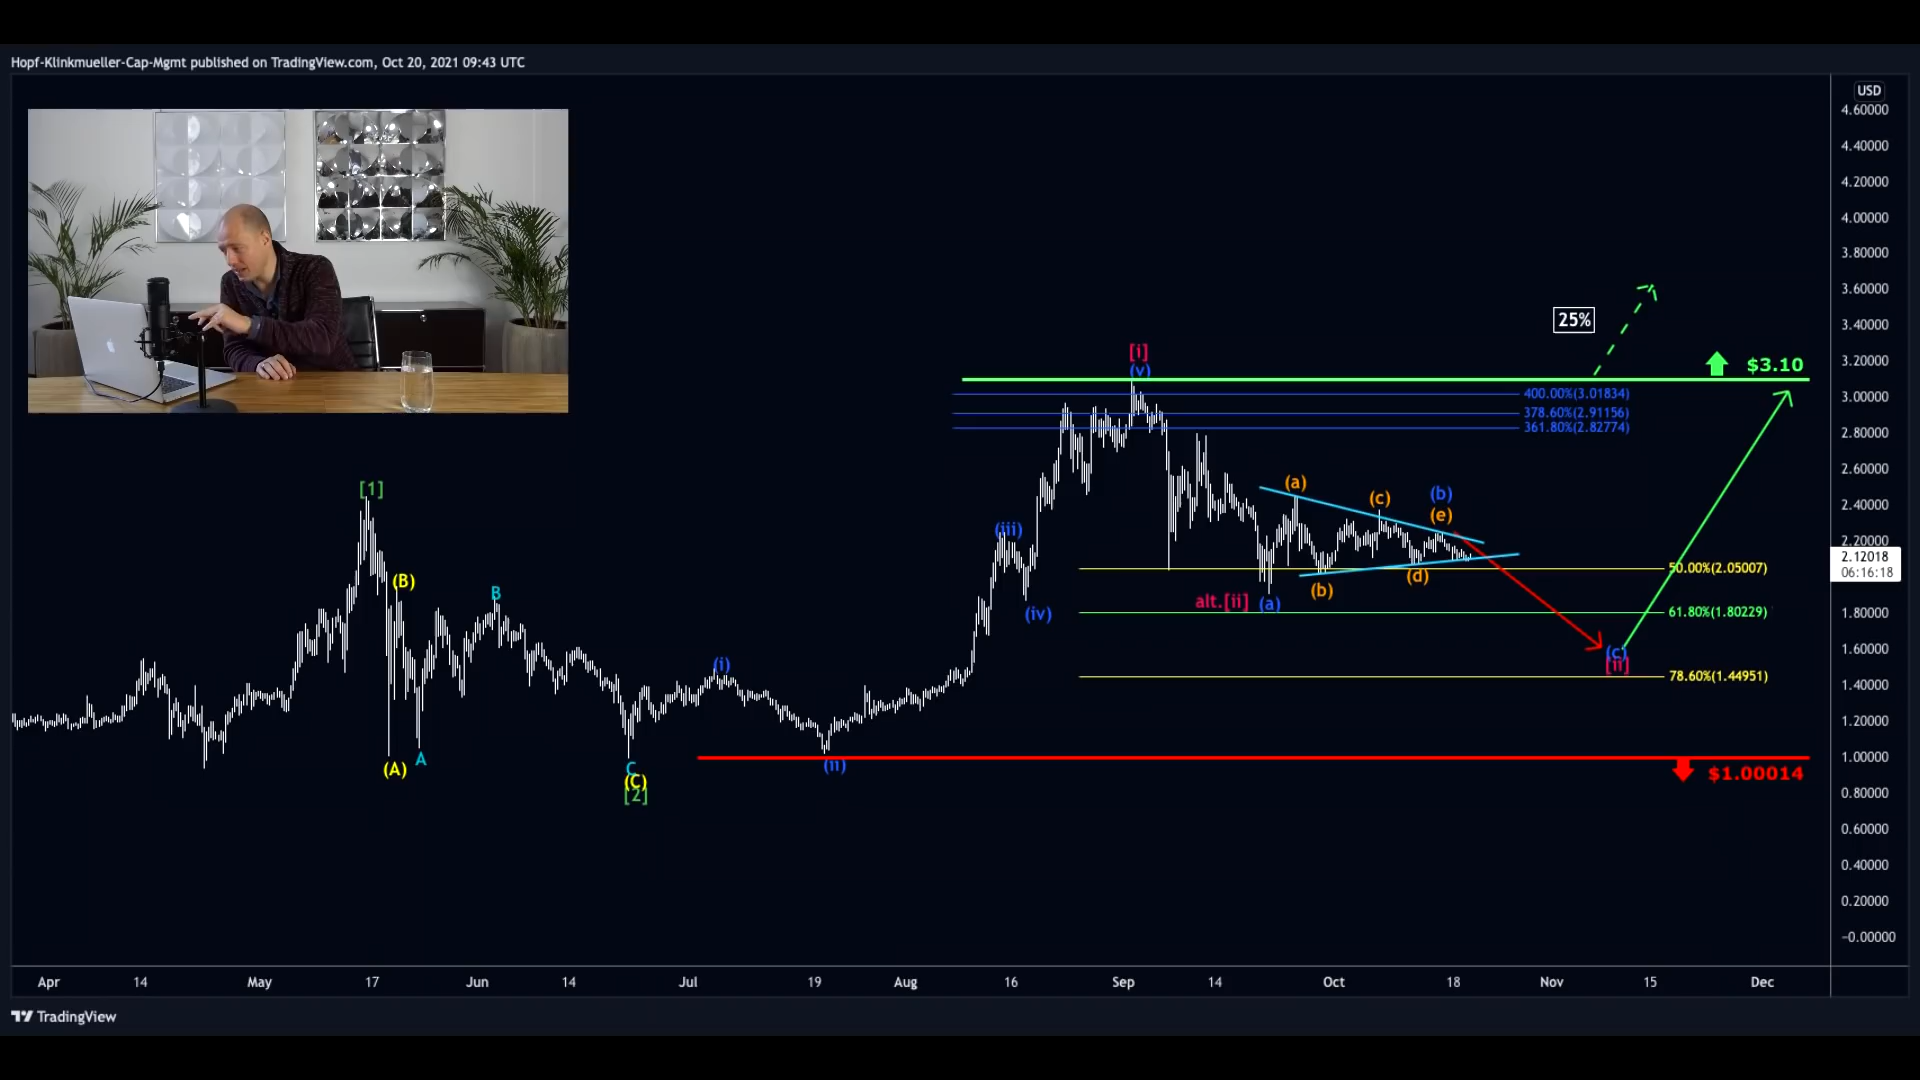 Hopf-Klinkmueller-Cap-Mgmt published on TradingView.com, Oct 20, 2021 09:43 UTC
USD
4.60000
4.40000
4.20000
4.00000
3.80000
3.60000
3.40000
3.20000
3.00000
2.80000
2.60000
2.40000
2.20000
2.12018
06:16:18
1.80000
1.60000
1.40000
1.20000
1.00000
0.80000
0.60000
0.40000
0.20000
−0.00000
25%
$3.10
[i]
(v)
400.00%(3.01834)
378.60%(2.91156)
361.80%(2.82774)
[1]
(a)
(c)
(b)
(e)
(iii)
(B)
50.00%(2.05007)
(d)
B
(b)
alt.[ii]
(a)
(iv)
61.80%(1.80229)
(c)
[ii]
(i)
78.60%(1.44951)
A
(A)
C
(C)
[2]
(ii)
$1.00014
Apr 14 May 17 Jun 14 Jul 19 Aug 16 Sep 14 Oct 18 Nov 15 Dec
TradingView